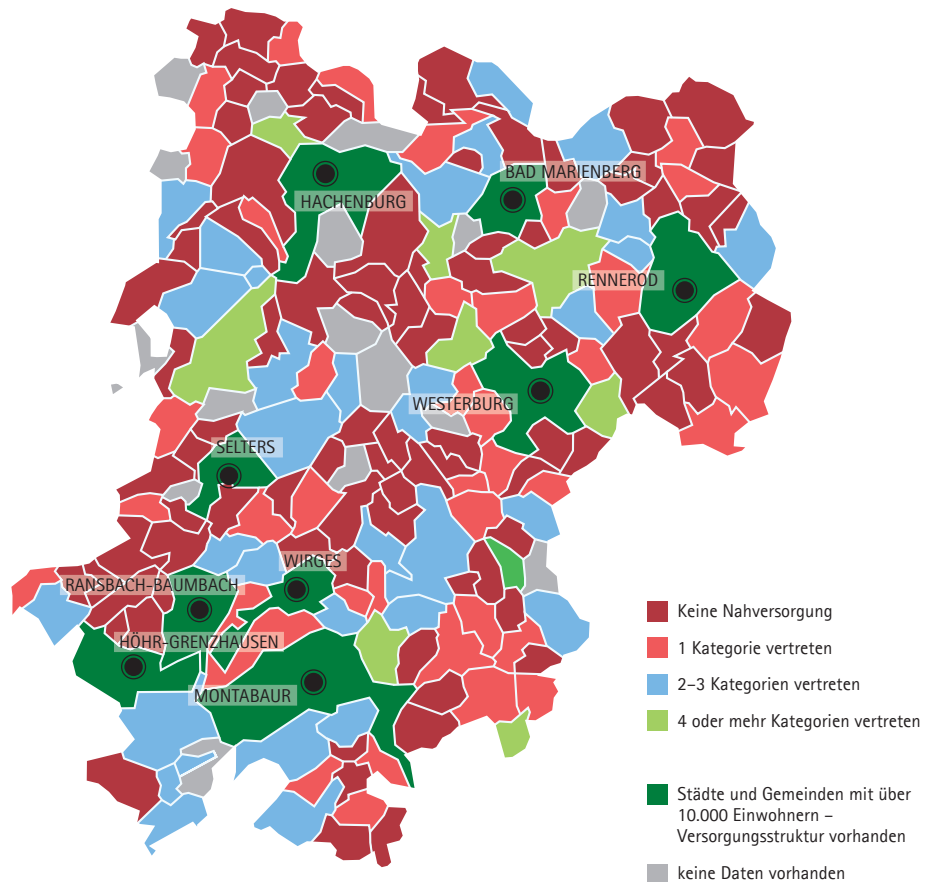 BAD MARIENBERG
HACHENBURG
RENNEROD
WESTERBURG
SELTERS
WIRGES
RANSBACH-BAUMBACH
HÖHR-GRENZHAUSEN
MONTABAUR
Keine Nahversorgung
1 Kategorie vertreten
2–3 Kategorien vertreten
4 oder mehr Kategorien vertreten
Städte und Gemeinden mit über
10.000 Einwohnern –
Versorgungsstruktur vorhanden
keine Daten vorhanden